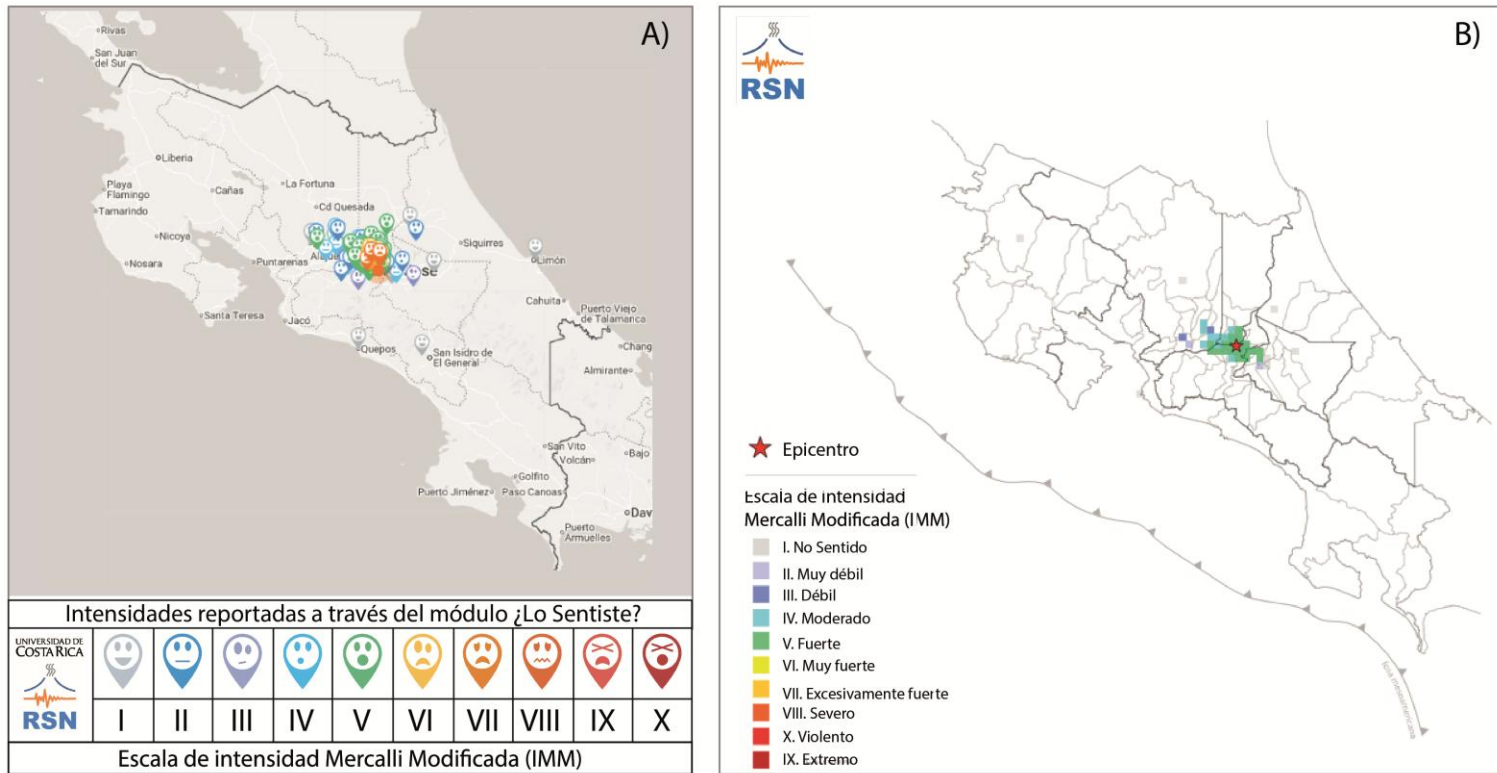 A)
Rivas
San Juan
del Sur
Liberia
Playa
Flamingo
Tamarindo
Cañas
La Fortuna
Cd Quesada
Nicoya
Nosara
Puntarenas
Siquirres
Limón
Santa Teresa
Jacó
Cahuita
Puerto Viejo
de Talamanca
Quepos
San Isidro de
El General
Chang
Almirante
San Vito
Volcán
Bajo
Golfito
Puerto Jiménez
Paso Canoas
Dav
Puerto
Armuelles
Intensidades reportadas a través del módulo ¿Lo Sentiste?
UNIVERSIDAD DE
COSTA RICA
RSN
I II III IV V VI VII VIII IX X
Escala de intensidad Mercalli Modificada (IMM)
B)
RSN
Epicentro
Escala de intensidad
Mercalli Modificada (IMM)
I. No Sentido
II. Muy débil
III. Débil
IV. Moderado
V. Fuerte
VI. Muy fuerte
VII. Excesivamente fuerte
VIII. Severo
X. Violento
IX. Extremo
mesoamericana